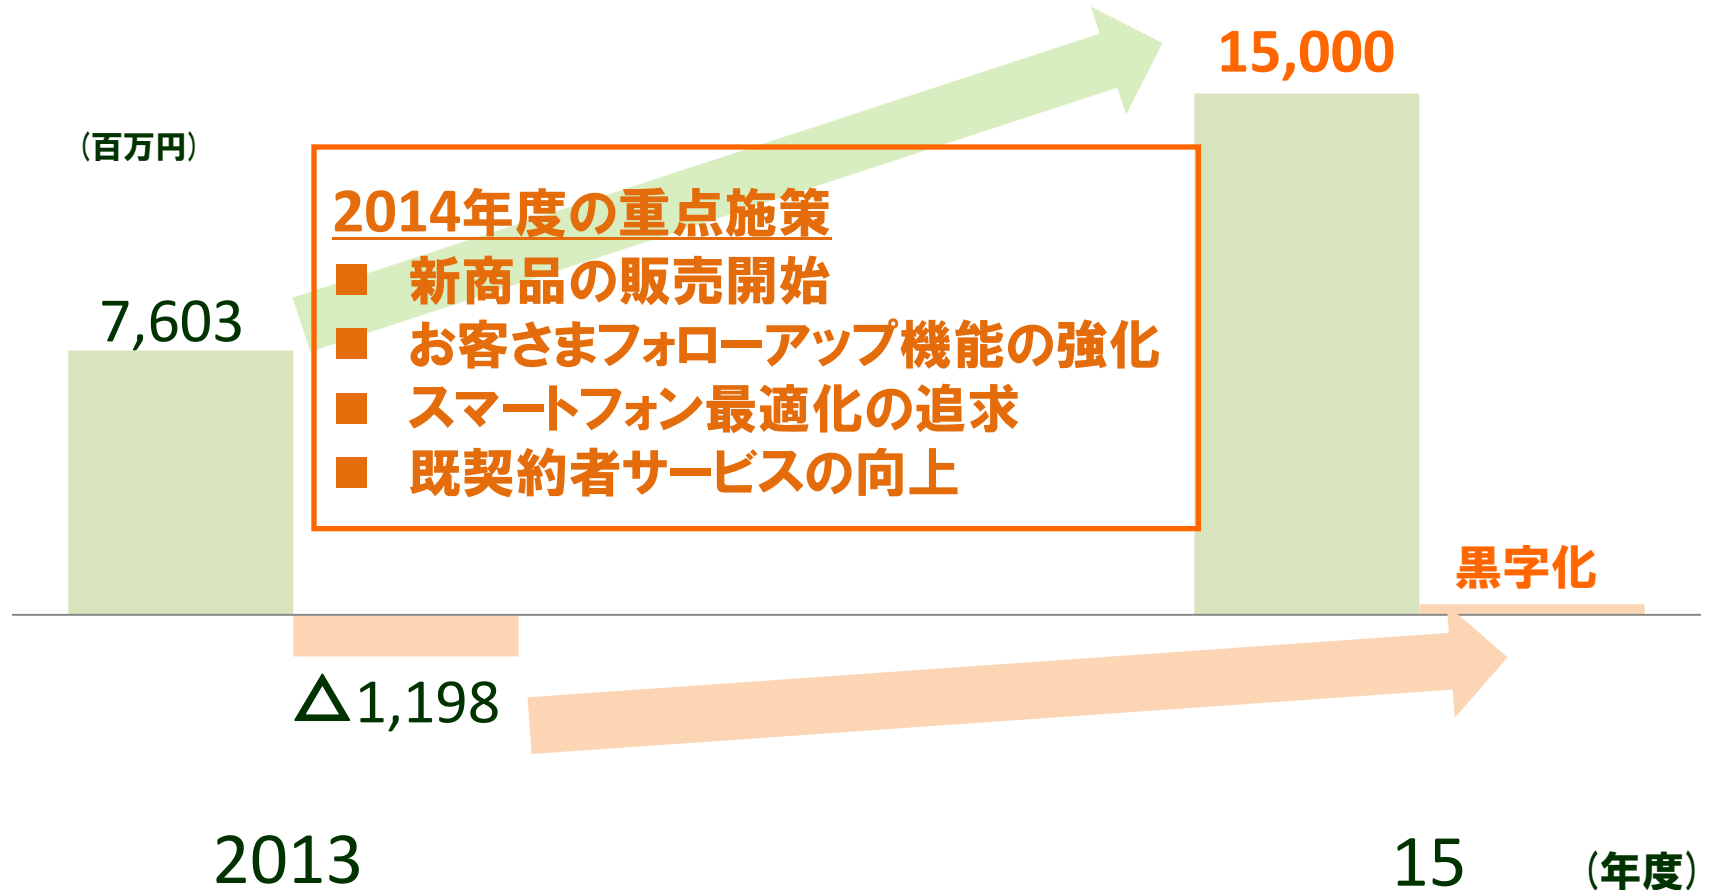 15,000
（百万円）
2014年度の重点施策
■ 新商品の販売開始
■ お客さまフォローアップ機能の強化
■ スマートフォン最適化の追求
■ 既契約者サービスの向上
7,603
黒字化
△1,198
2013
15
（年度）